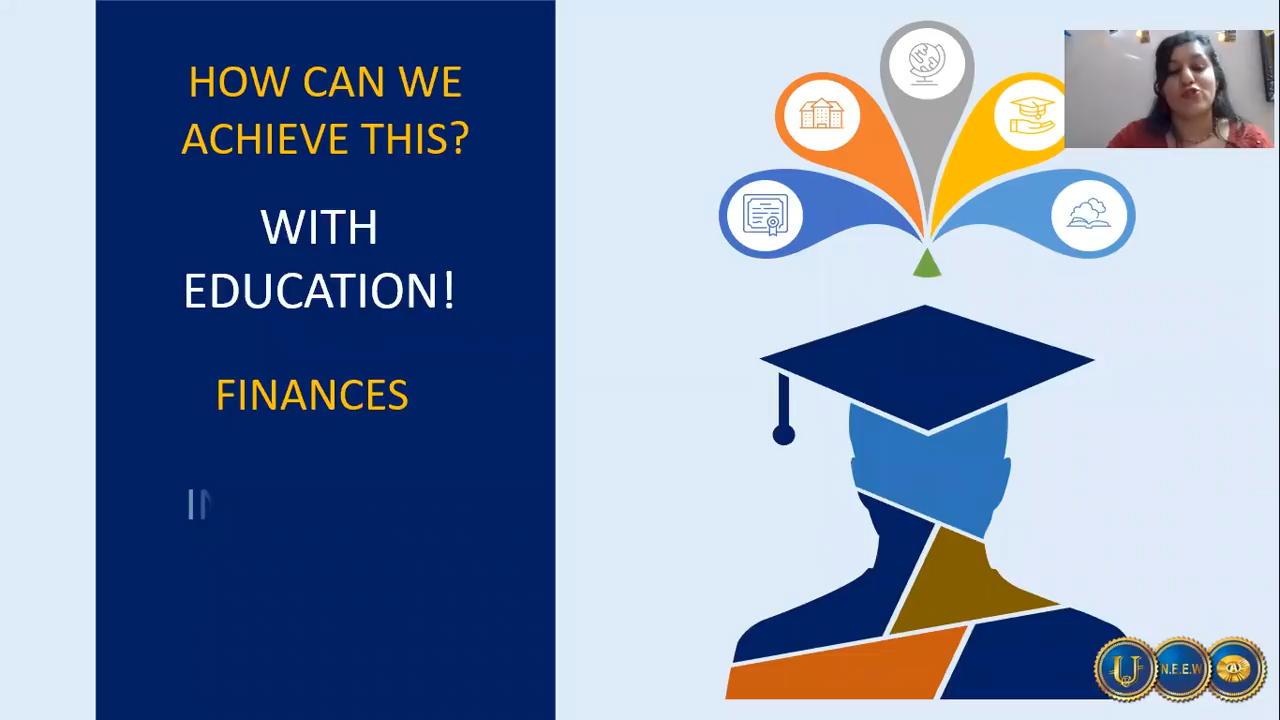 HOW CAN WE
ACHIEVE THIS?
WITH
EDUCATION!
FINANCES
N.E.E.W